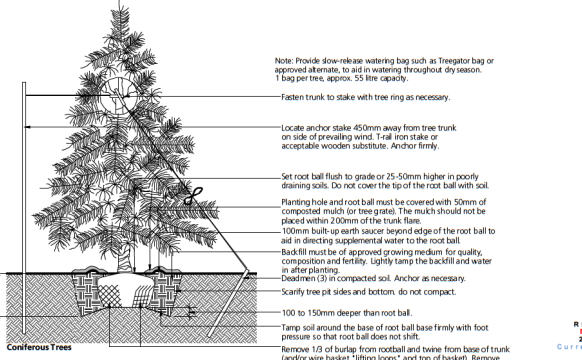 Note: Provide slow-release watering bag such as Treegator bag or
approved alternate, to aid in watering throughout dry season.
1 bag per tree, approx. 55 litre capacity.
Fasten trunk to stake with tree ring as necessary.
Locate anchor stake 450mm away from tree trunk
on side of prevailing wind. T-rail iron stake or
acceptable wooden substitute. Anchor firmly.
Set root ball flush to grade or 25-50mm higher in poorly
draining soils. Do not cover the tip of the root ball with soil.
Planting hole and root ball must be covered with 50mm of
composted mulch (or tree grate), The mulch should not be
placed within 200mm of the trunk flare.
100mm built-up earth saucer beyond edge of the root ball to
aid in directing supplemental water to the root ball.
Backfill must be of approved growing medium for quality,
composition and fertility. Lightly tamp the backfill and water
in after planting.
Deadmen (3) in compacted soil. Anchor as necessary.
Scarify tree pit sides and bottom. do not compact.
100 to 150mm deeper than root ball.
Tamp soil around the base of root ball base firmly with foot
pressure so that root ball does not shift.
Remove 1/3 of burlap from rootball and twine from base of trunk
(and/or wire basket "lifting loops" and top of basket). Remove
Coniferous Trees